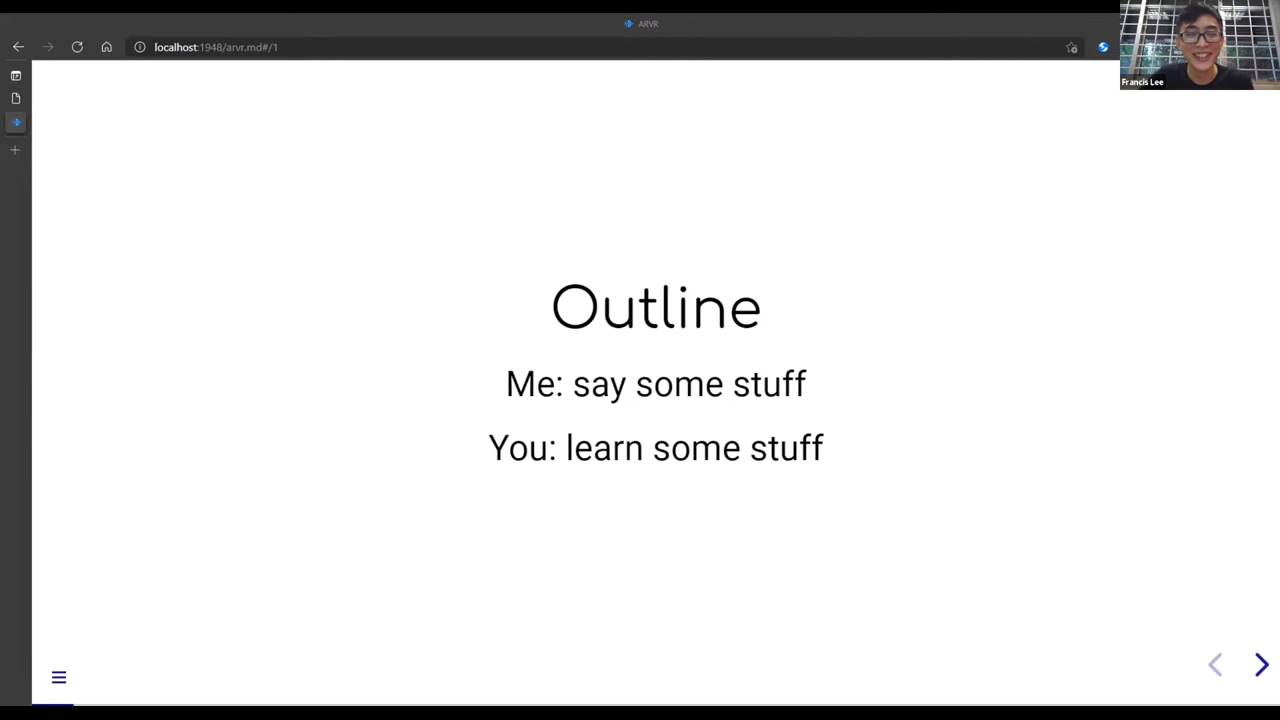 ARVR
localhost:1948/arvr.md#/1
Francis Lee
Outline
Me: say some stuff
You: learn some stuff